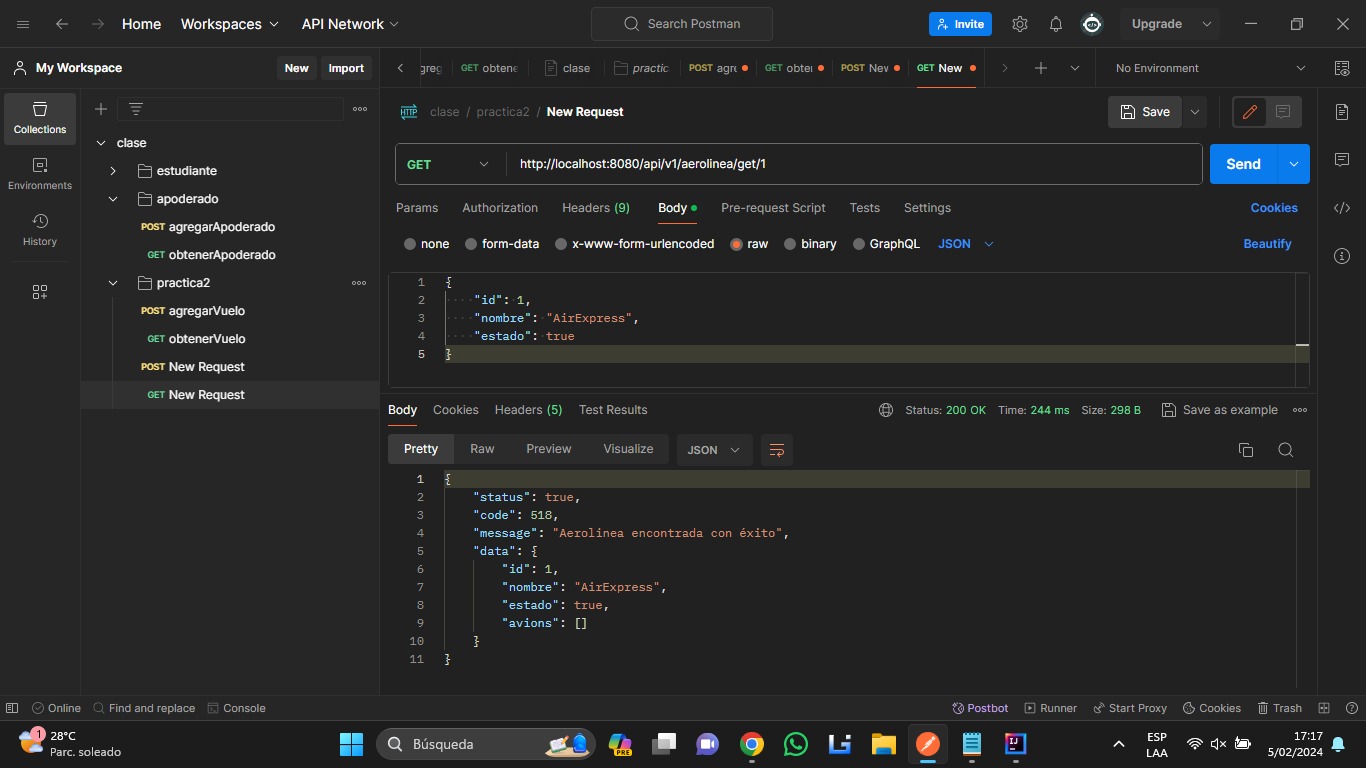 Home Workspaces API Network Search Postman Invite Upgrade
My Workspace New Import
GET obtene clase practic POST agre GET obter POST Nev GET New No Environment
Collections
Environments
History
clase
estudiante
apoderado
POST agregarApoderado
GET obtenerApoderado
practica2
POST agregarVuelo
GET obtenerVuelo
POST New Request
GET New Request
HTTP clase / practica2 / New Request Save
GET http://localhost:8080/api/v1/aerolinea/get/1 Send
Params Authorization Headers (9) Body Pre-request Script Tests Settings Cookies
none form-data x-www-form-urlencoded raw binary GraphQL JSON Beautify
1 {
2 ····"id":·1,
3 ····"nombre":·"AirExpress",
4 ····"estado":·true
5 }
Body Cookies Headers (5) Test Results Status: 200 OK Time: 244 ms Size: 298 B Save as example
Pretty Raw Preview Visualize JSON
1 {
2 "status": true,
3 "code": 518,
4 "message": "Aerolinea encontrada con éxito",
5 "data": {
6 "id": 1,
7 "nombre": "AirExpress",
8 "estado": true,
9 "avions": []
10 }
11 }
Online Find and replace Console Postbot Runner Start Proxy Cookies Trash
1 28°C
Parc. soleado
Búsqueda
PRE
ESP
LAA
17:17
5/02/2024